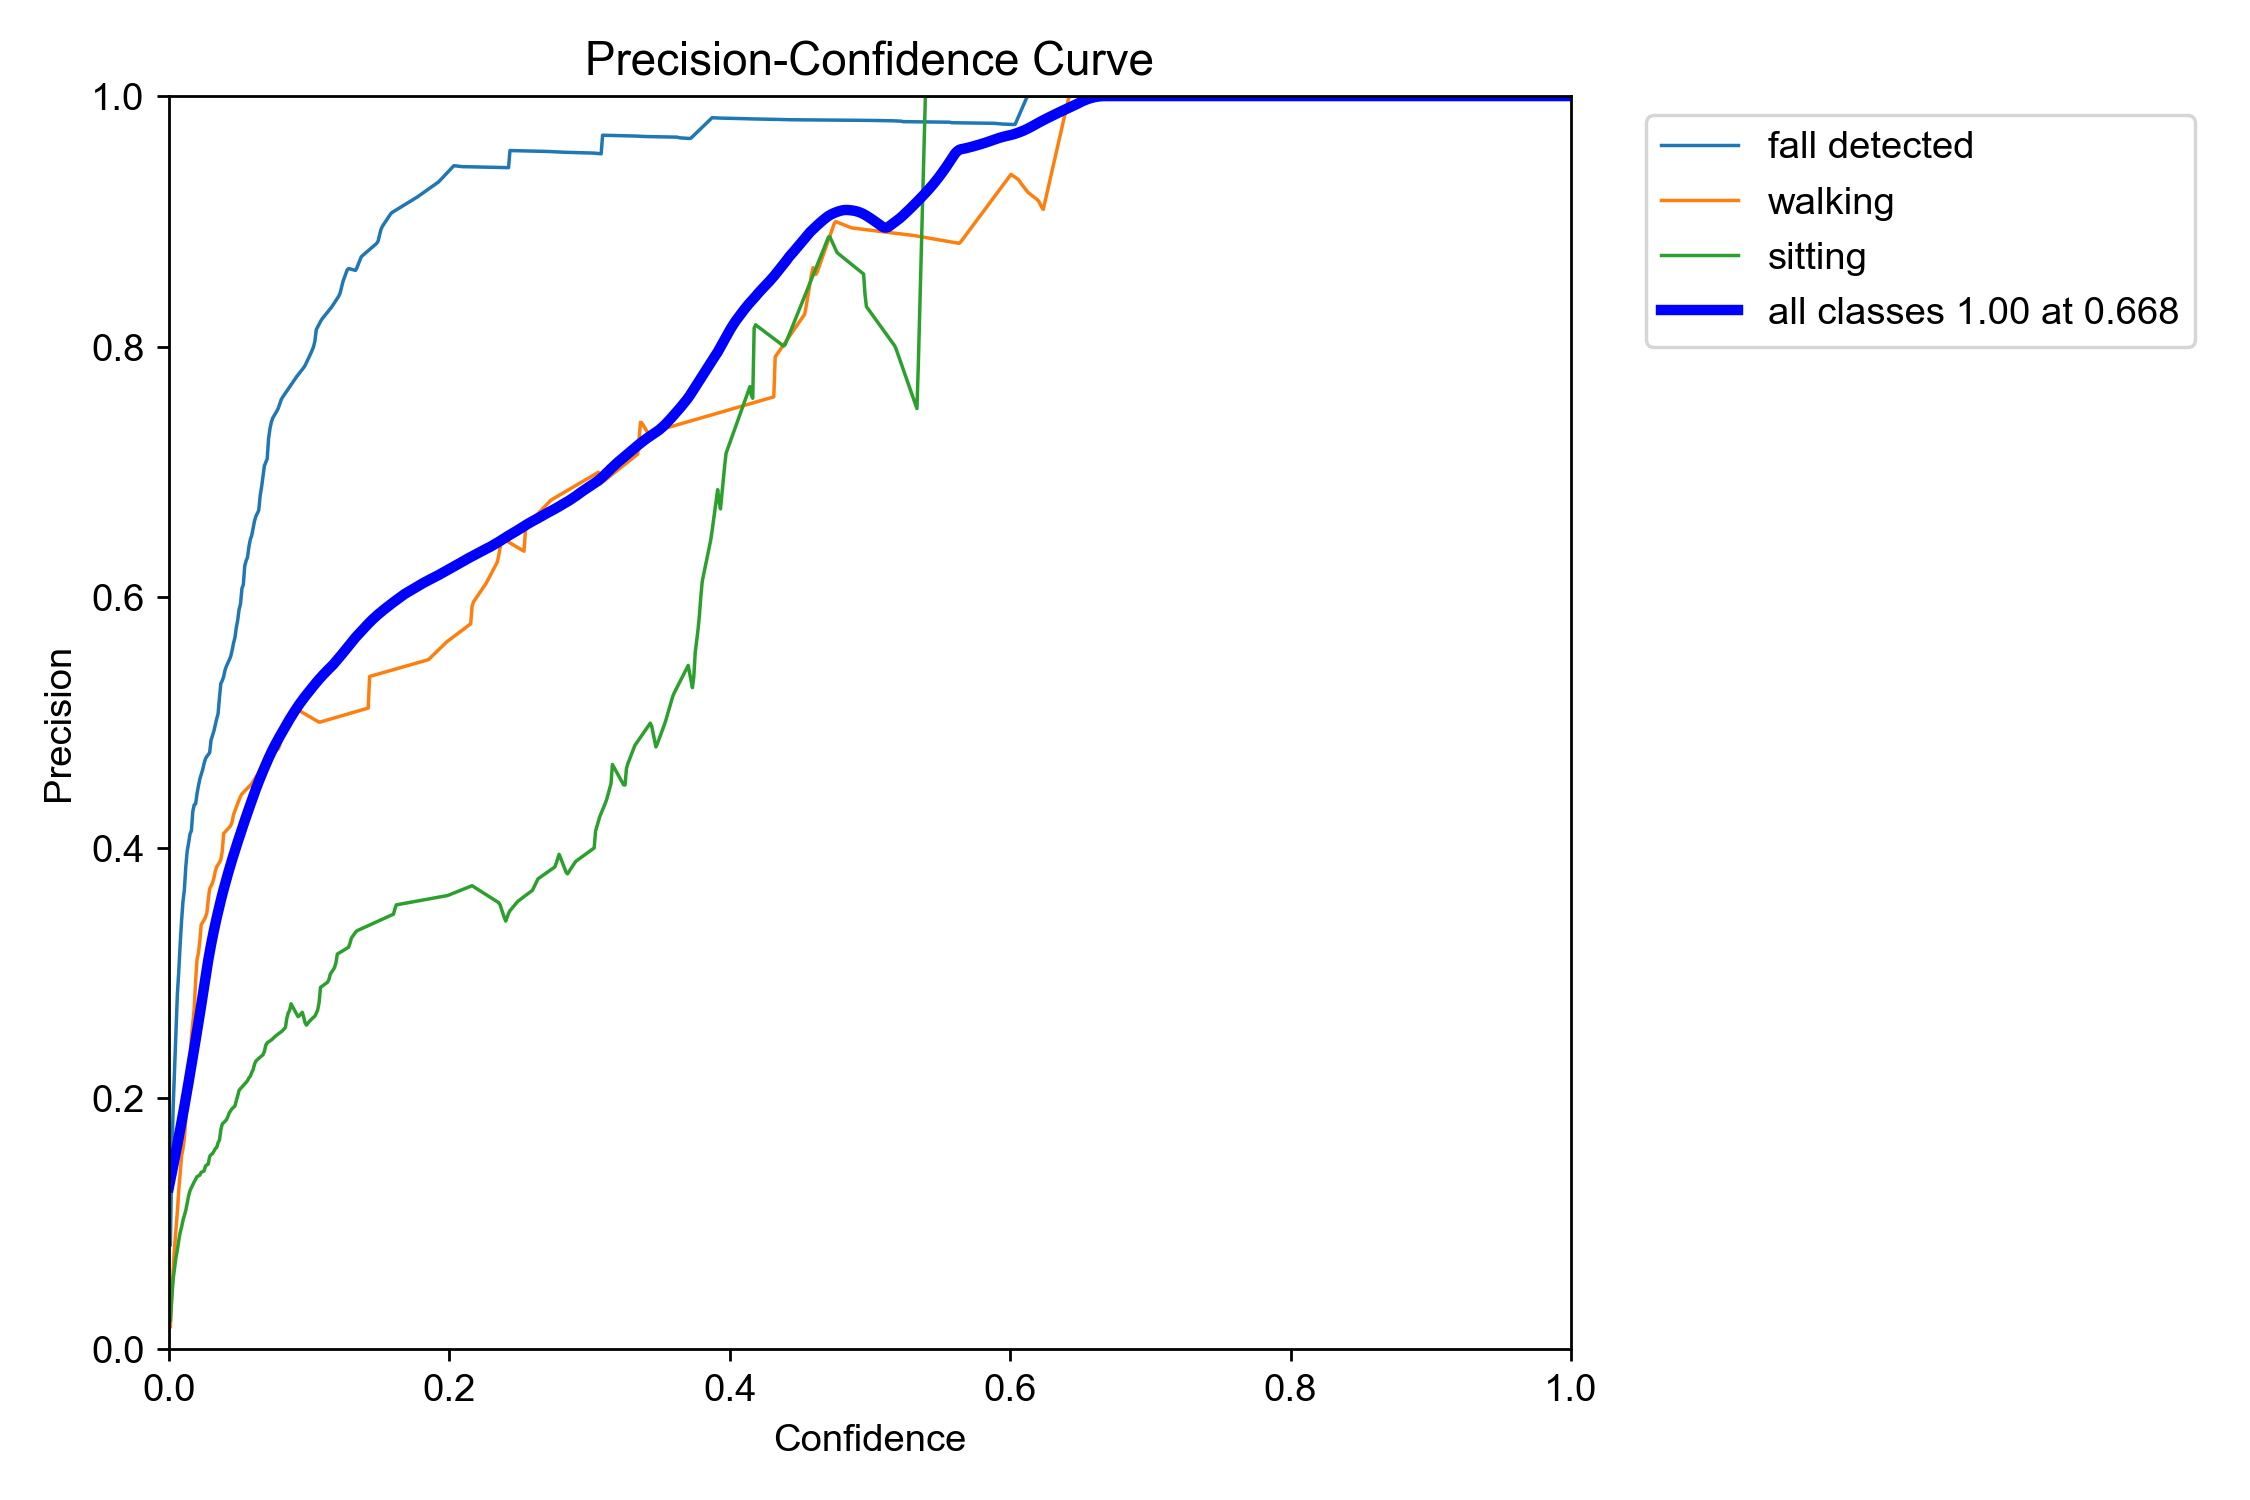 Precision-Confidence Curve
1.0
0.8
0.6
0.4
0.2
0.0
Precision
0.0 0.2 0.4 0.6 0.8 1.0
Confidence
fall detected
walking
sitting
all classes 1.00 at 0.668